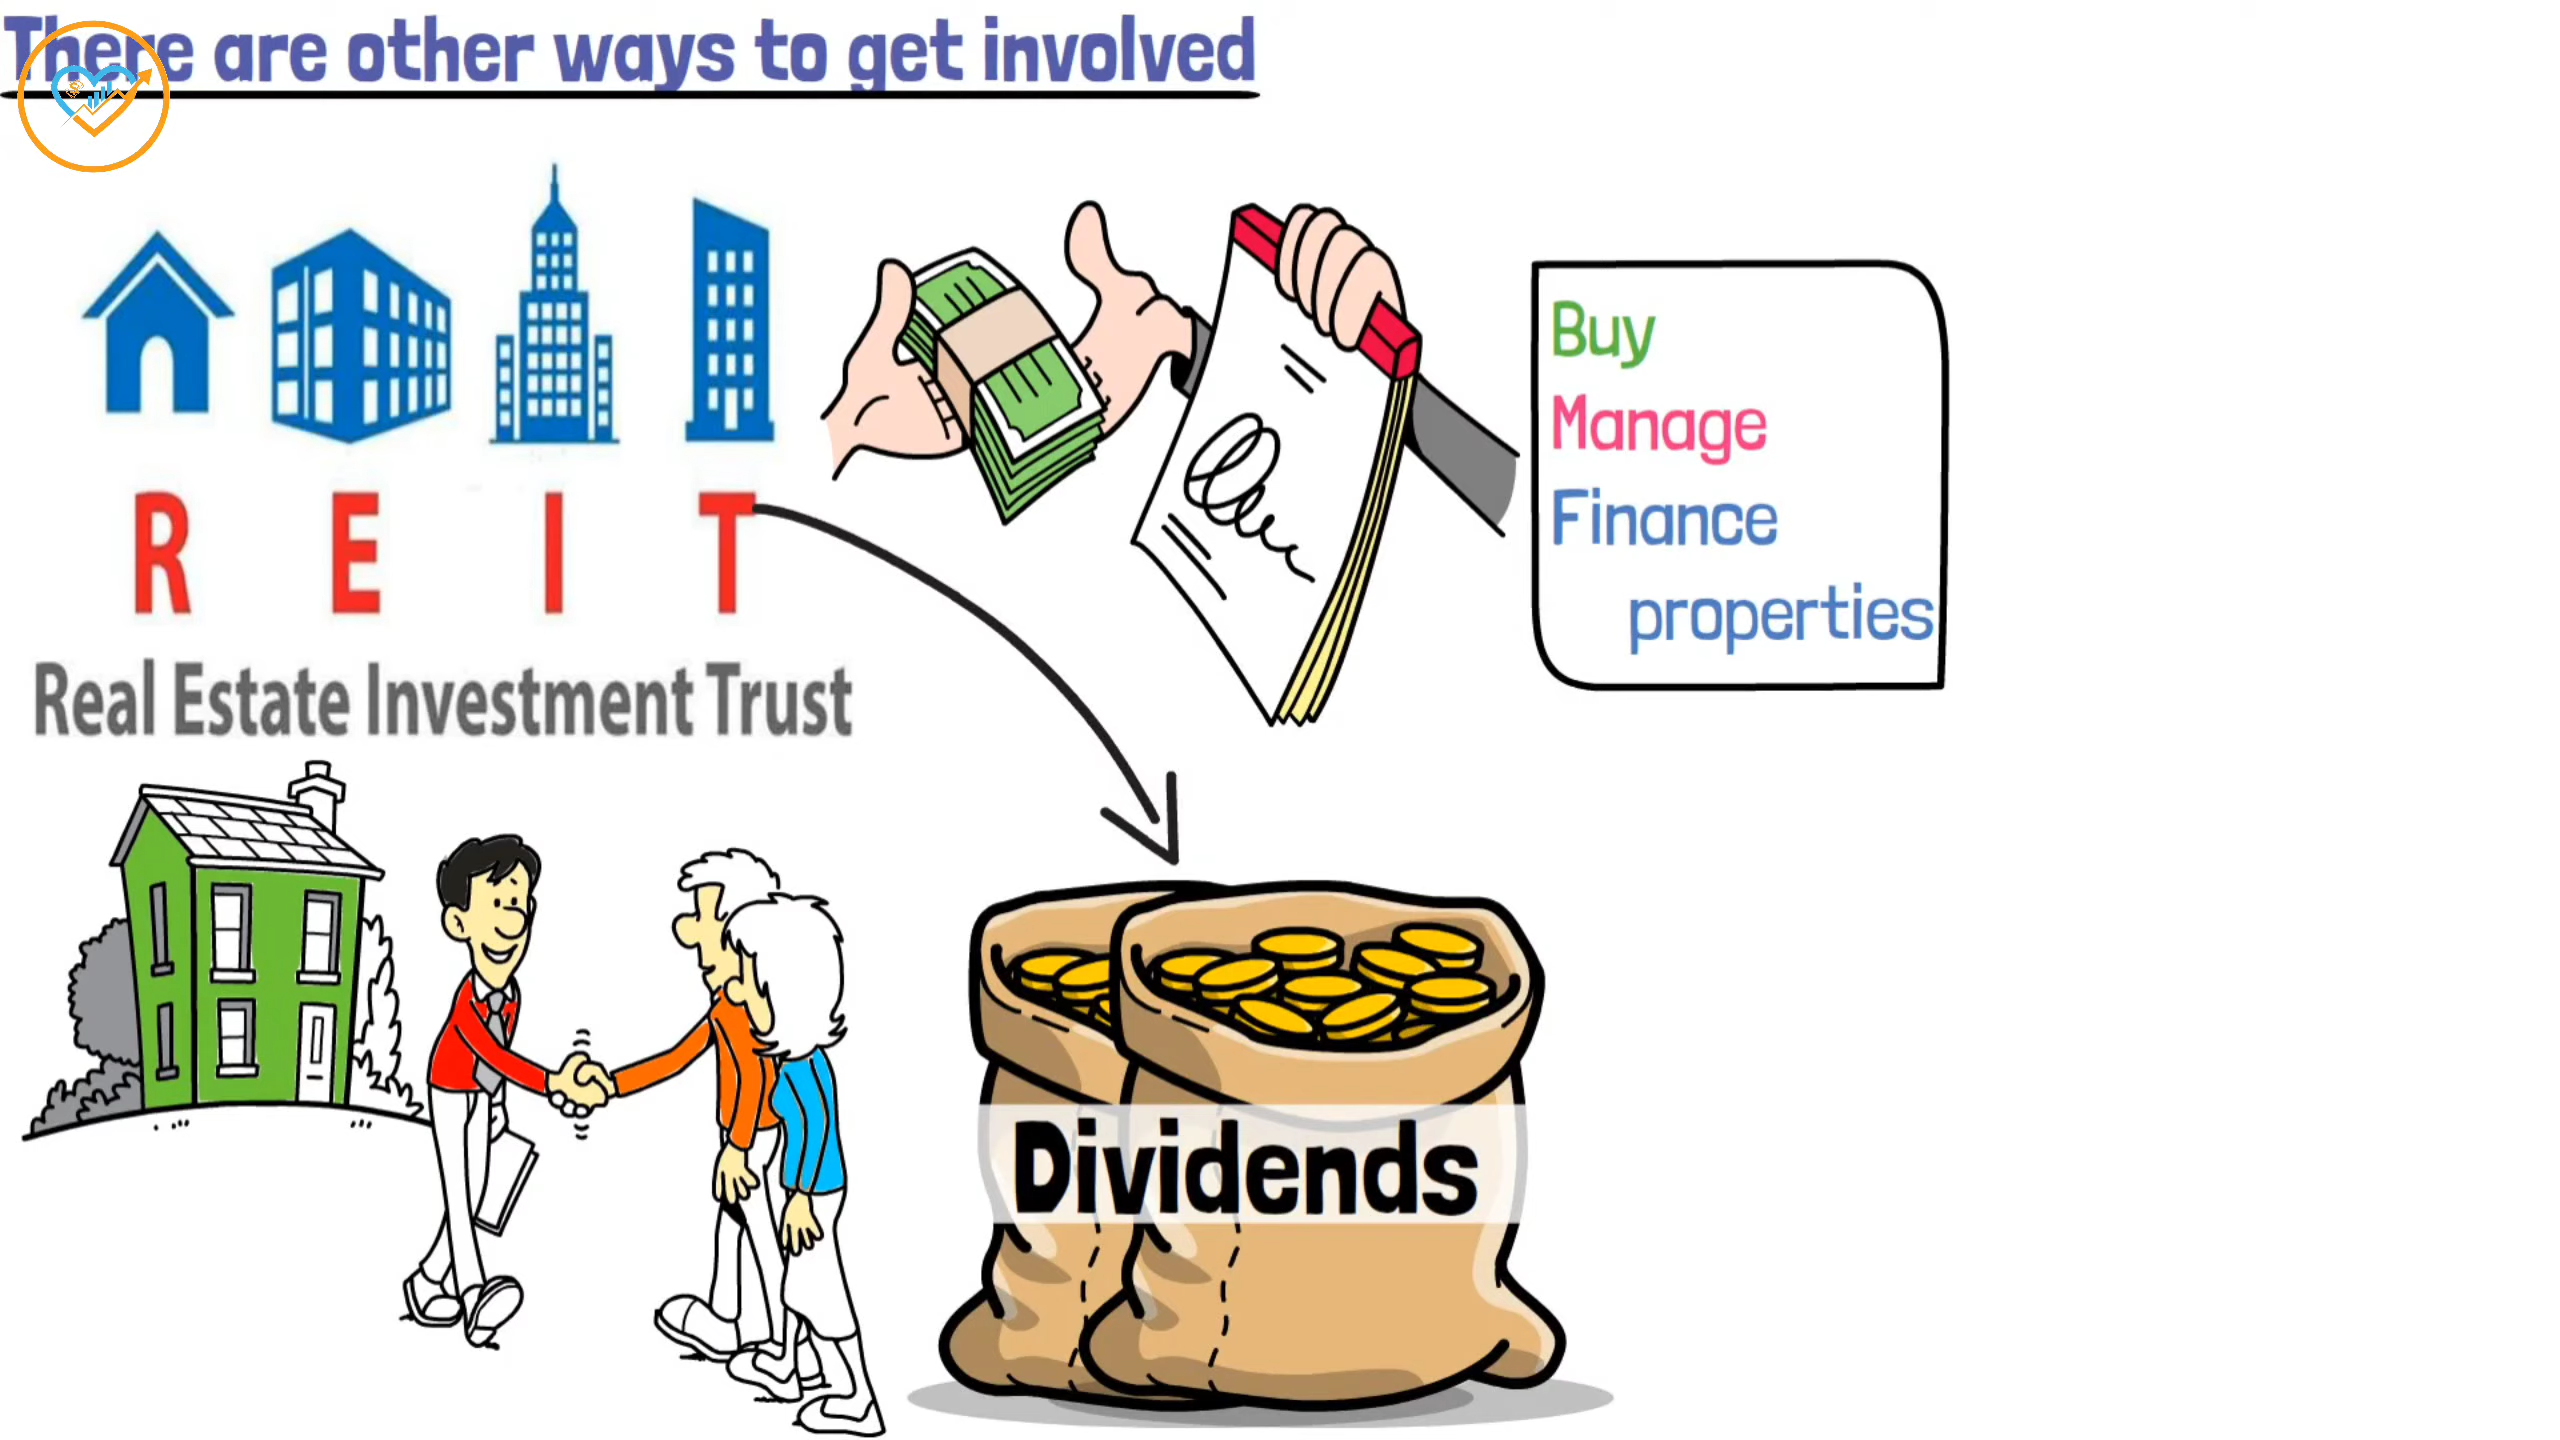 There are other ways to get involved
R E I T
Real Estate Investment Trust
Buy
Manage
Finance
properties
Dividends